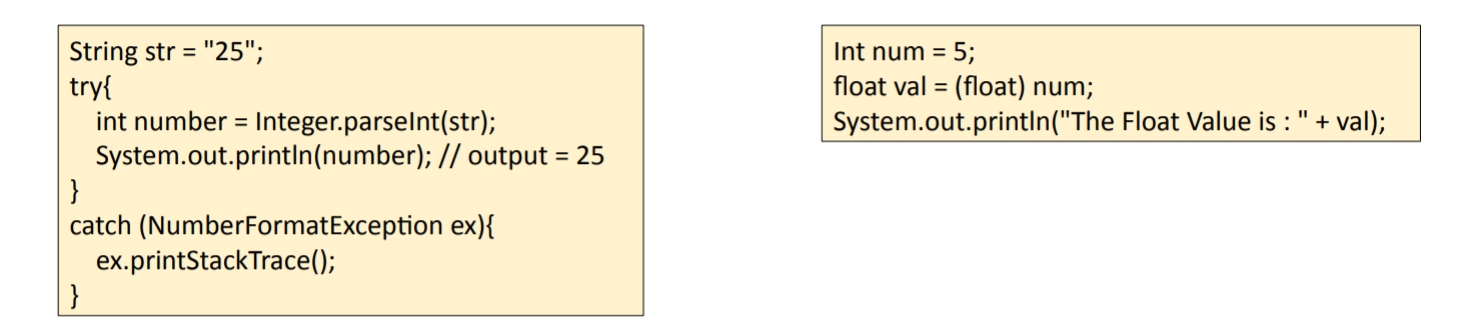 String str = "25";
try{
int number = Integer.parseInt(str);
System.out.println(number); // output = 25
}
catch (NumberFormatException ex){
ex.printStackTrace();
}
Int num = 5;
float val = (float) num;
System.out.println("The Float Value is : " + val);